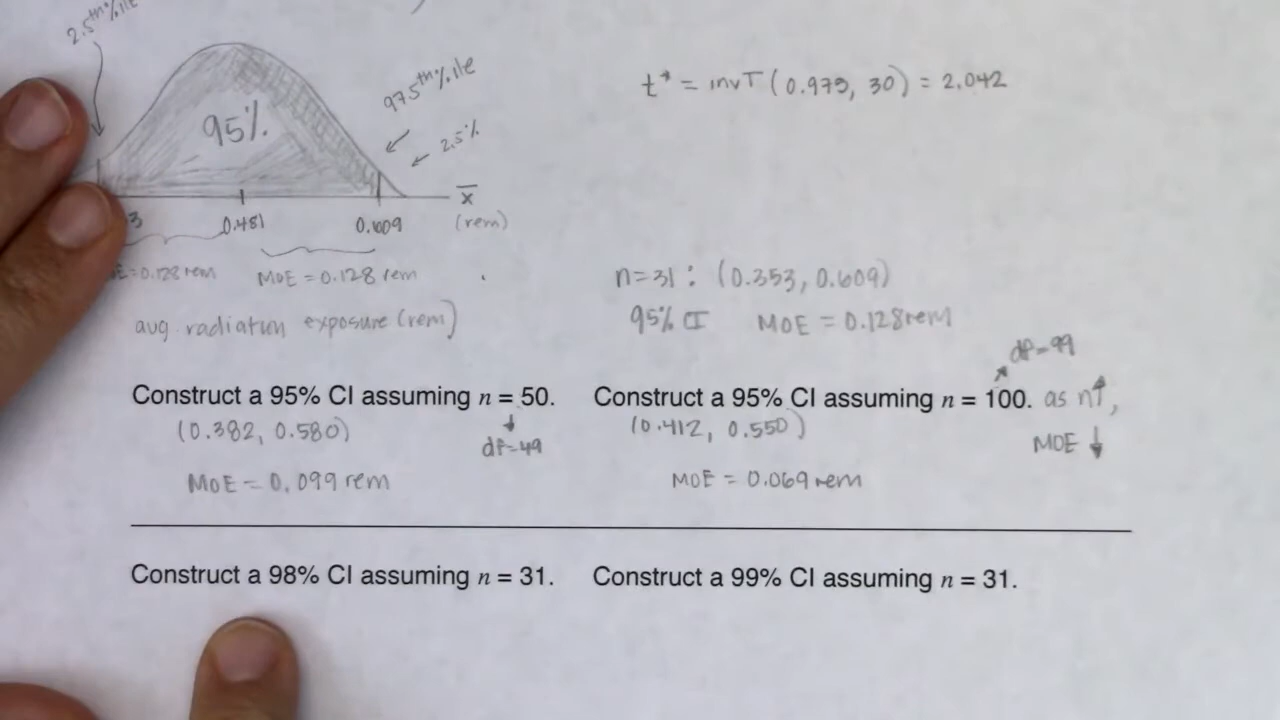 2.5th%ile
95%
97.5th%ile
2.5%
t* = invT (0.975, 30) = 2.042
3 0.481 0.609 x̄ (rem)
E = 0.128 rem MOE = 0.128 rem
n=31: (0.353, 0.609)
avg. radiation exposure (rem)
95% CI MOE = 0.128 rem
df=99
Construct a 95% CI assuming n = 50.
(0.382, 0.580)
df=49
MOE = 0.099 rem
Construct a 95% CI assuming n = 100. as n↑,
(0.412, 0.550)
MOE ↓
MOE = 0.069 rem
Construct a 98% CI assuming n = 31.
Construct a 99% CI assuming n = 31.